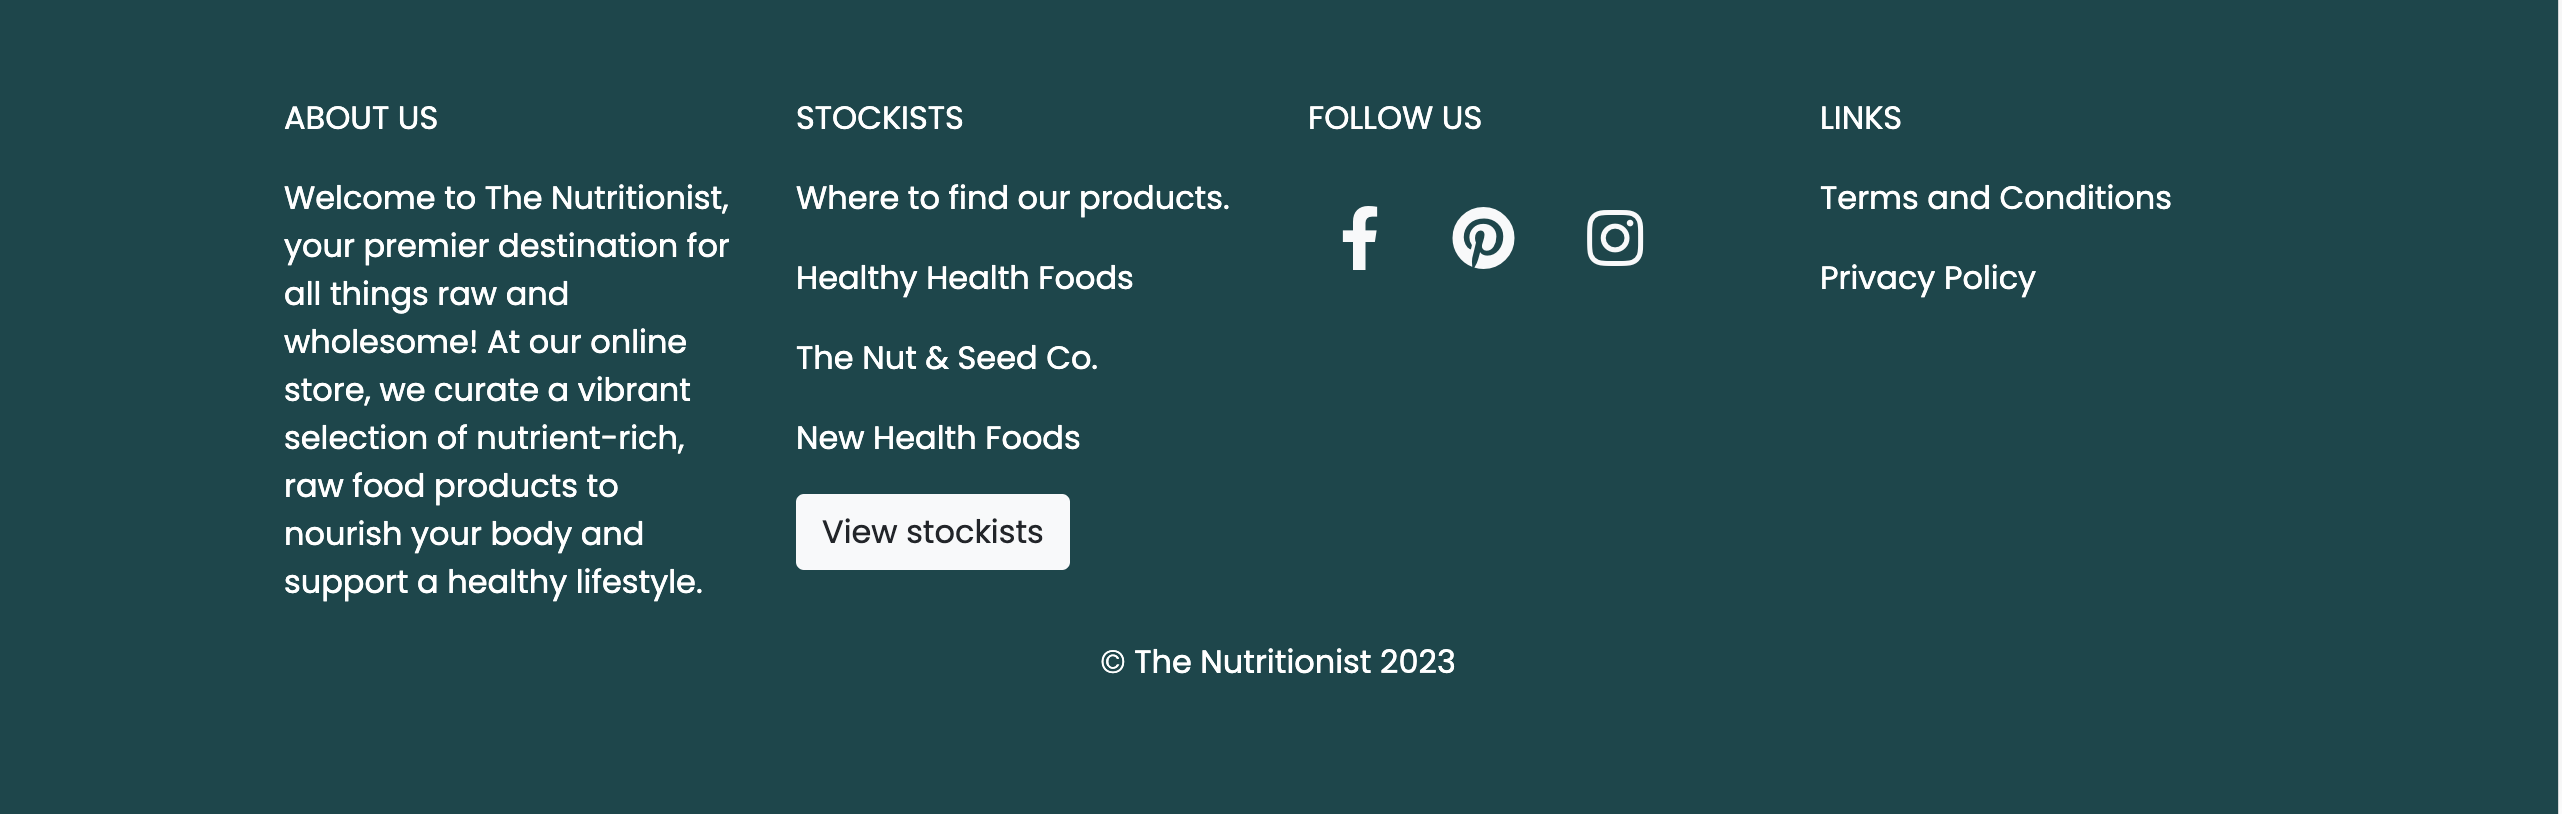 ABOUT US
Welcome to The Nutritionist,
your premier destination for
all things raw and
wholesome! At our online
store, we curate a vibrant
selection of nutrient-rich,
raw food products to
nourish your body and
support a healthy lifestyle.
STOCKISTS
Where to find our products.
Healthy Health Foods
The Nut & Seed Co.
New Health Foods
View stockists
FOLLOW US
LINKS
Terms and Conditions
Privacy Policy
© The Nutritionist 2023